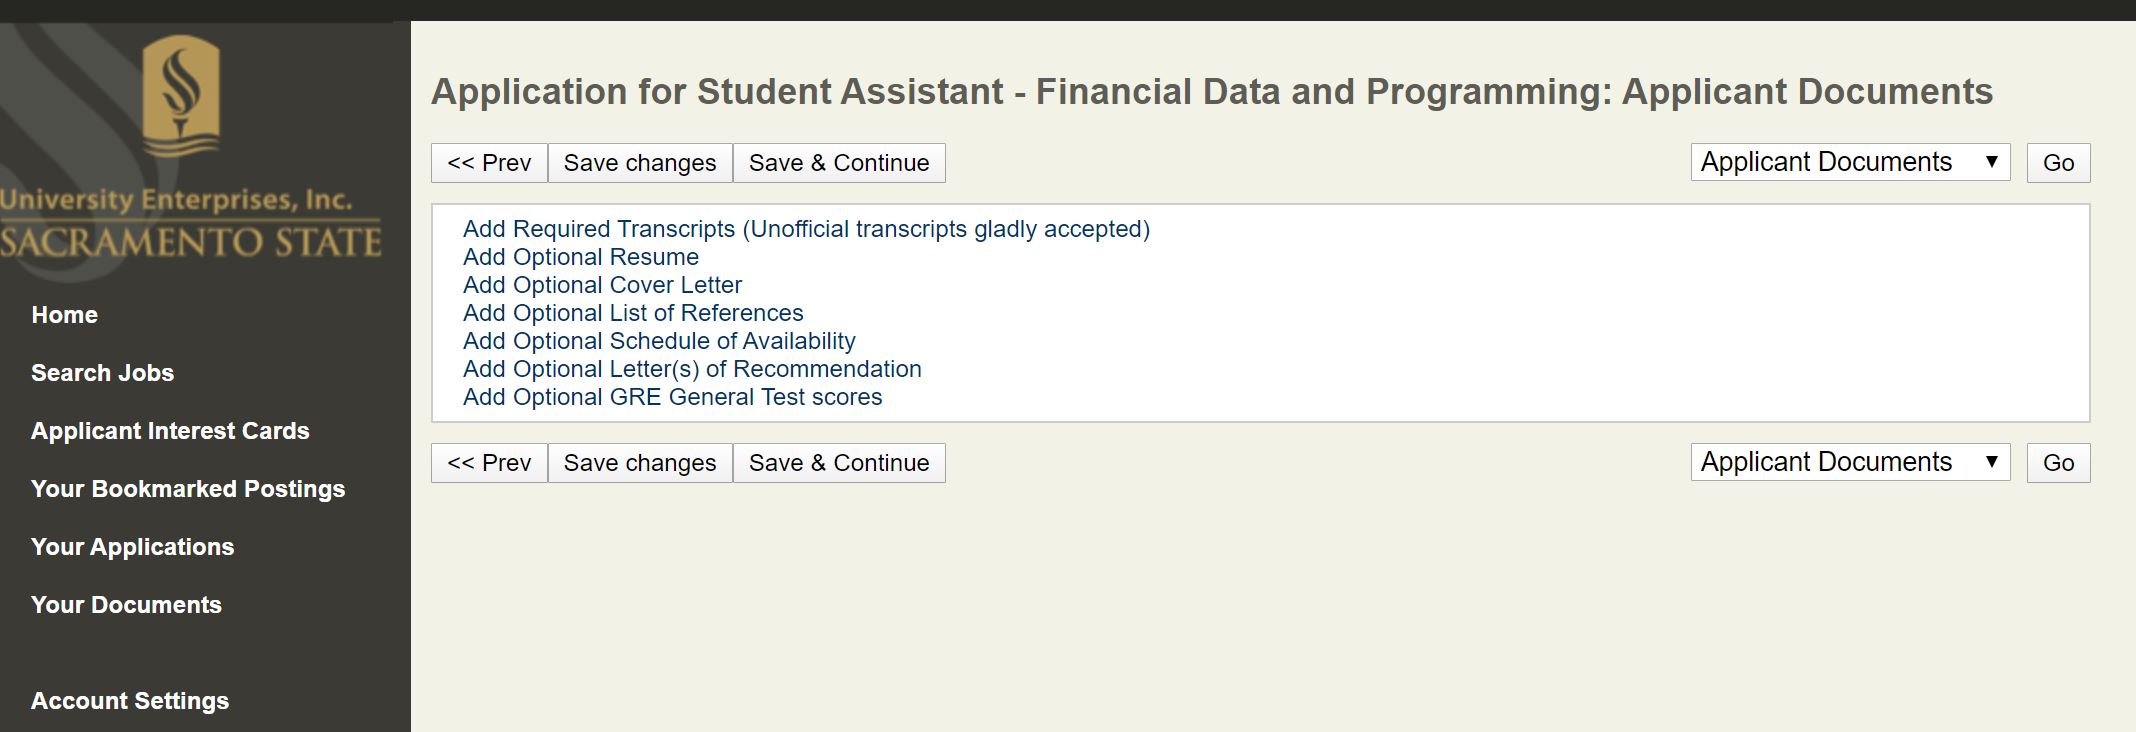 University Enterprises, Inc.
SACRAMENTO STATE
Home
Search Jobs
Applicant Interest Cards
Your Bookmarked Postings
Your Applications
Your Documents
Account Settings
Application for Student Assistant - Financial Data and Programming: Applicant Documents
<< Prev Save changes Save & Continue Applicant Documents ▼ Go
Add Required Transcripts (Unofficial transcripts gladly accepted)
Add Optional Resume
Add Optional Cover Letter
Add Optional List of References
Add Optional Schedule of Availability
Add Optional Letter(s) of Recommendation
Add Optional GRE General Test scores
<< Prev Save changes Save & Continue Applicant Documents ▼ Go